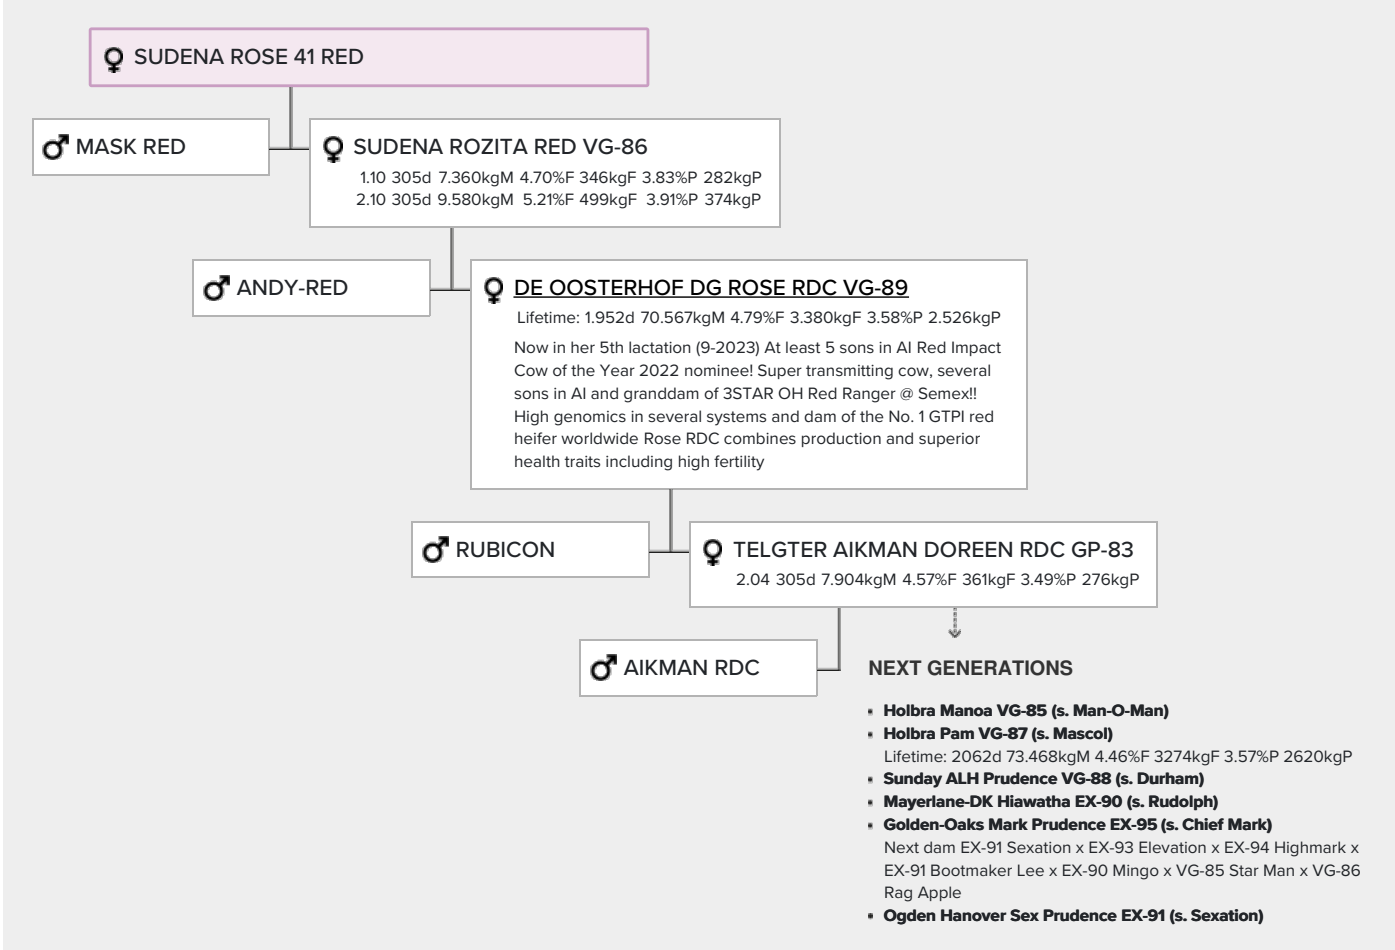 SUDENA ROSE 41 RED
MASK RED
SUDENA ROZITA RED VG-86
1.10 305d 7.360kgM 4.70%F 346kgF 3.83%P 282kgP
2.10 305d 9.580kgM 5.21%F 499kgF 3.91%P 374kgP
ANDY-RED
DE OOSTERHOF DG ROSE RDC VG-89
Lifetime: 1.952d 70.567kgM 4.79%F 3.380kgF 3.58%P 2.526kgP
Now in her 5th lactation (9-2023) At least 5 sons in AI Red Impact
Cow of the Year 2022 nominee! Super transmitting cow, several
sons in AI and granddam of 3STAR OH Red Ranger @ Semex!!
High genomics in several systems and dam of the No. 1 GTPI red
heifer worldwide Rose RDC combines production and superior
health traits including high fertility
RUBICON
TELGTER AIKMAN DOREEN RDC GP-83
2.04 305d 7.904kgM 4.57%F 361kgF 3.49%P 276kgP
AIKMAN RDC
NEXT GENERATIONS
Holbra Manoa VG-85 (s. Man-O-Man)
Holbra Pam VG-87 (s. Mascol)
Lifetime: 2062d 73.468kgM 4.46%F 3274kgF 3.57%P 2620kgP
Sunday ALH Prudence VG-88 (s. Durham)
Mayerlane-DK Hiawatha EX-90 (s. Rudolph)
Golden-Oaks Mark Prudence EX-95 (s. Chief Mark)
Next dam EX-91 Sexation x EX-93 Elevation x EX-94 Highmark x
EX-91 Bootmaker Lee x EX-90 Mingo x VG-85 Star Man x VG-86
Rag Apple
Ogden Hanover Sex Prudence EX-91 (s. Sexation)